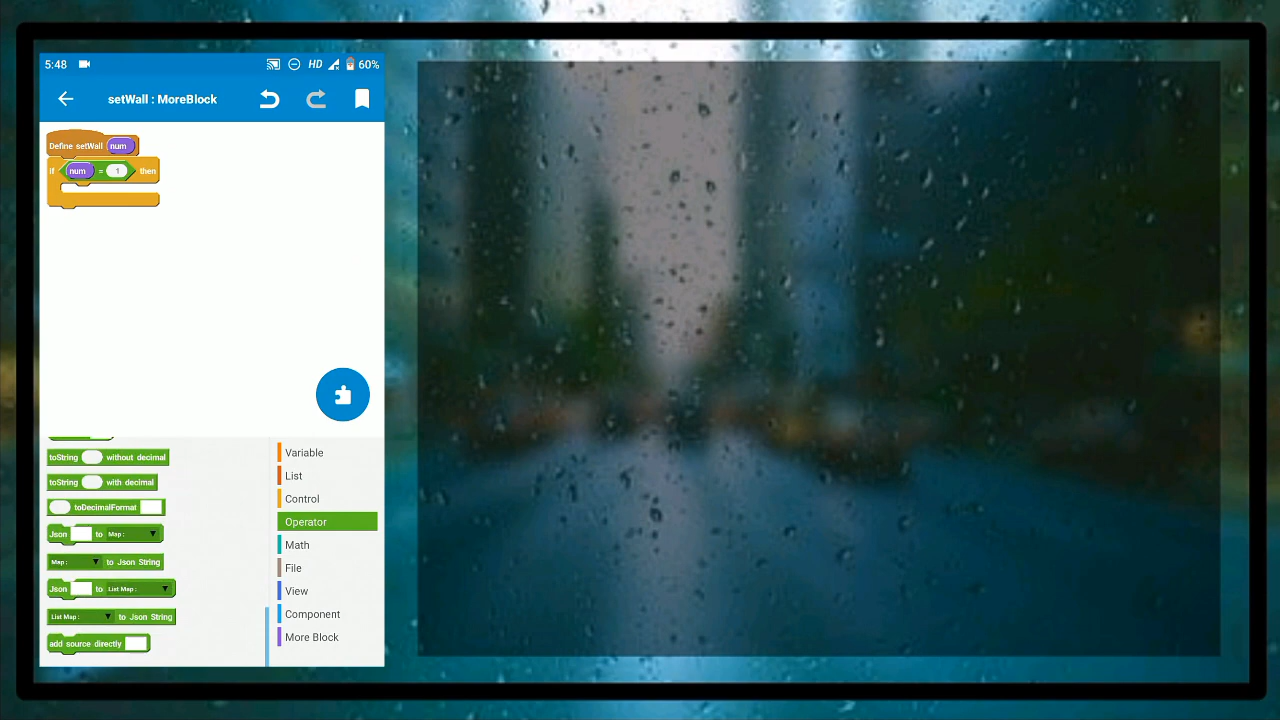 5:48 HD 60%
setWall : MoreBlock
Define setWall num
If num = 1 then
toString without decimal
toString with decimal
toDecimalFormat
Json to Map :
Map : to Json String
Json to List Map :
List Map : to Json String
add source directly
Variable
List
Control
Operator
Math
File
View
Component
More Block